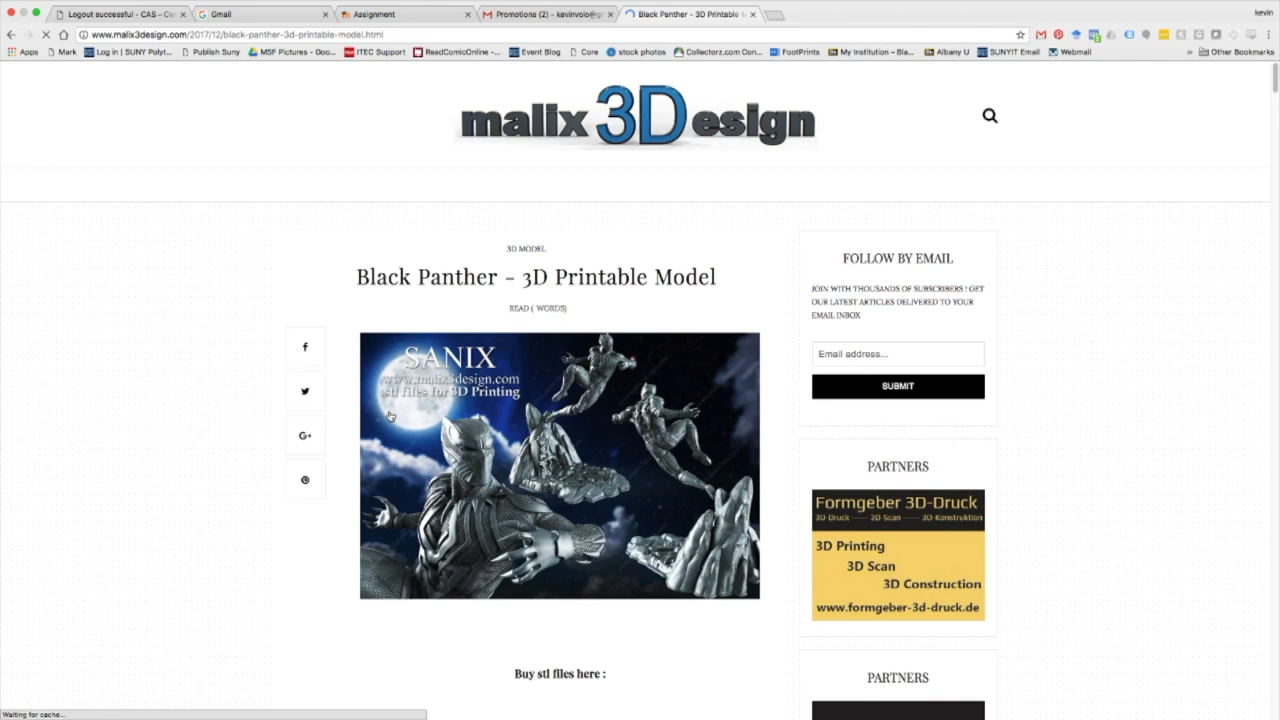 Logout successful - CAS – Cen
Gmail
Assignment
Promotions (2) - kevinvolo@g
Black Panther - 3D Printable M
kevin
www.malix3design.com/2017/12/black-panther-3d-printable-model.html
Apps
Mark
Log in | SUNY Polyt...
Publish Suny
MSF Pictures - Goo...
ITEC Support
ReadComicOnline -...
Event Blog
Core
stock photos
Collectorz.com Con...
FootPrints
My Institution – Bla...
Albany U
SUNYIT Email
Webmail
» Other Bookmarks
malix3Design
3D MODEL
Black Panther - 3D Printable Model
READ ( WORDS)
SANIX
www.malix3design.com
.stl files for 3D Printing
Buy stl files here :
FOLLOW BY EMAIL
JOIN WITH THOUSANDS OF SUBSCRIBERS ! GET
OUR LATEST ARTICLES DELIVERED TO YOUR
EMAIL INBOX
Email address...
SUBMIT
PARTNERS
Formgeber 3D-Druck
3D-Druck ---- 3D-Scan ---- 3D-Konstruktion
3D Printing
3D Scan
3D Construction
www.formgeber-3d-druck.de
PARTNERS
Waiting for cache...